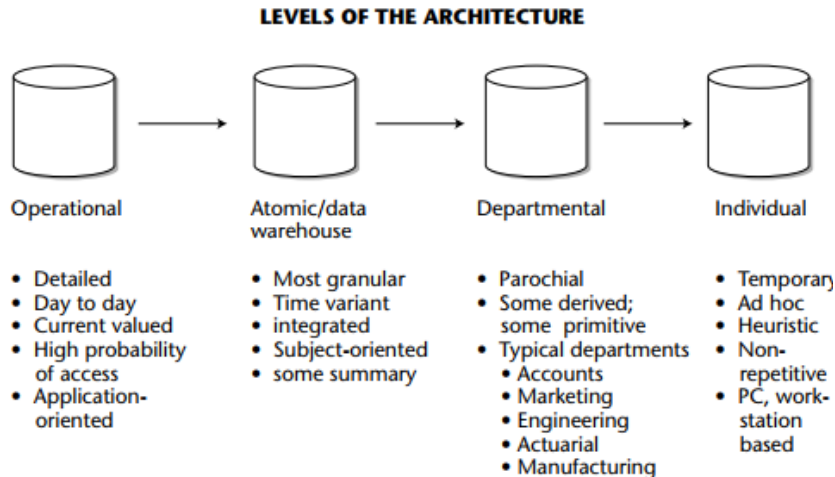 LEVELS OF THE ARCHITECTURE
Operational
• Detailed
• Day to day
• Current valued
• High probability
of access
• Application-
oriented
Atomic/data
warehouse
• Most granular
• Time variant
• integrated
• Subject-oriented
• some summary
Departmental
• Parochial
• Some derived;
some primitive
• Typical departments
• Accounts
• Marketing
• Engineering
• Actuarial
• Manufacturing
Individual
• Temporary
• Ad hoc
• Heuristic
• Non-
repetitive
• PC, work-
station
based